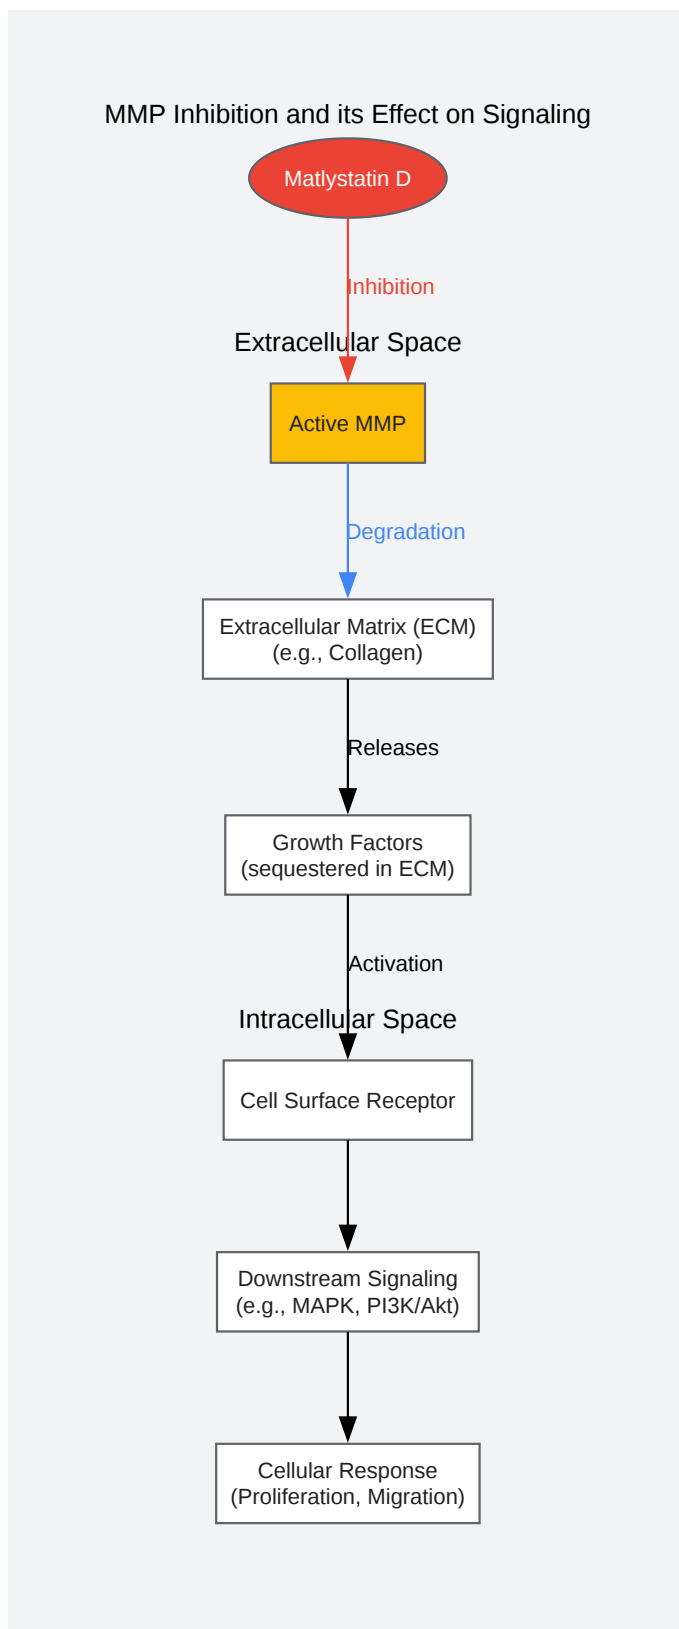 MMP Inhibition and its Effect on Signaling
Matlystatin D
Inhibition
Extracellular Space
Active MMP
Degradation
Extracellular Matrix (ECM)
(e.g., Collagen)
Releases
Growth Factors
(sequestered in ECM)
Activation
Intracellular Space
Cell Surface Receptor
Downstream Signaling
(e.g., MAPK, PI3K/Akt)
Cellular Response
(Proliferation, Migration)